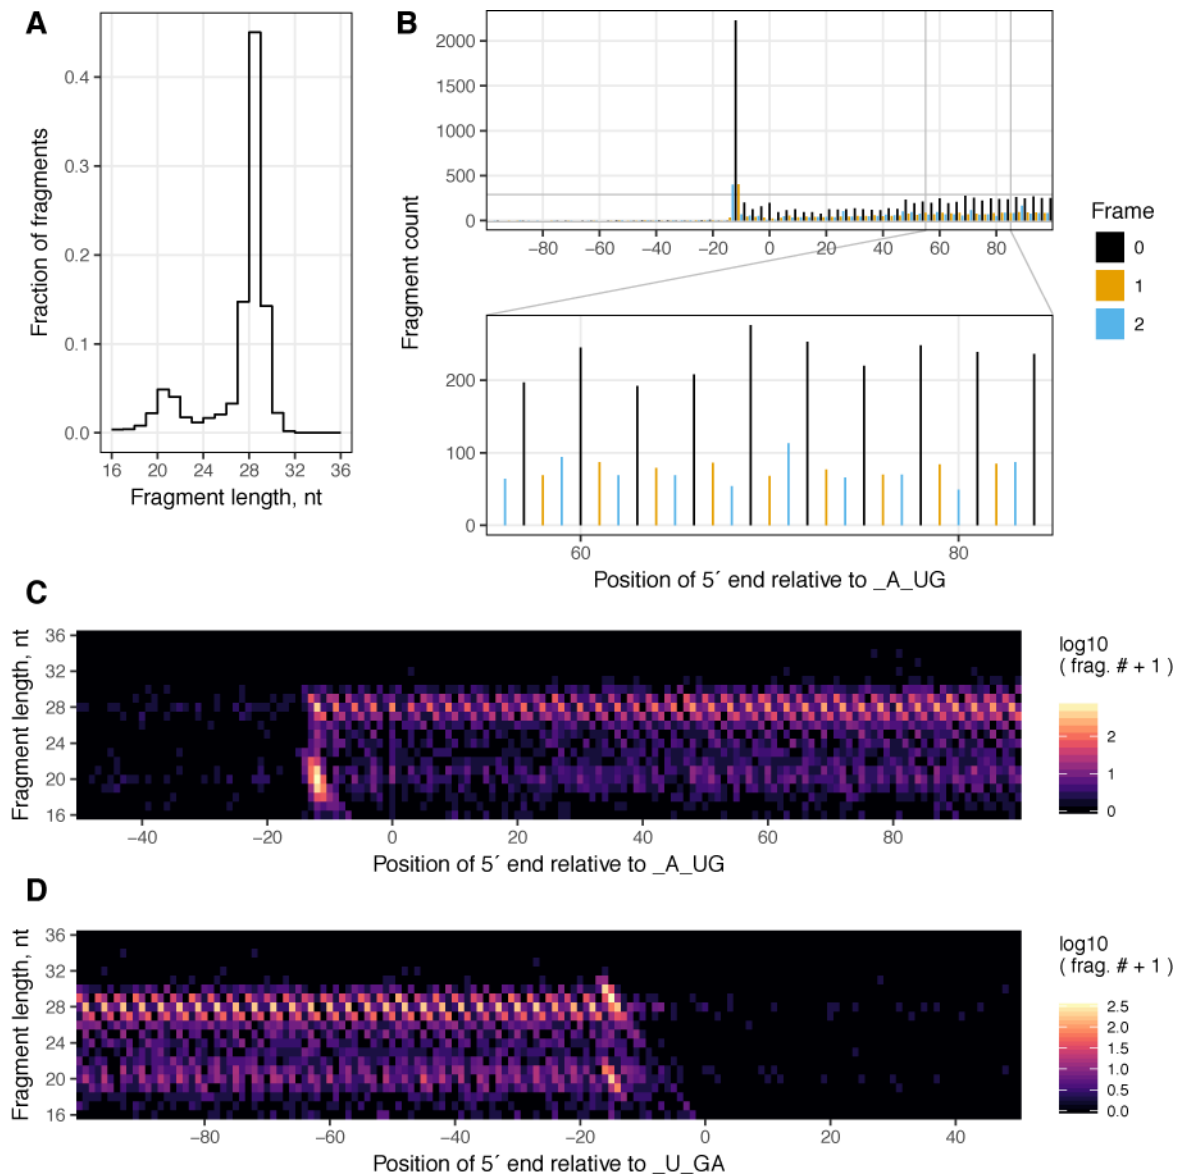 A
Fraction of fragments
0.4
0.3
0.2
0.1
0.0
16 20 24 28 32 36
Fragment length, nt
B
Fragment count
2000
1500
1000
500
0
−80 −60 −40 −20 0 20 40 60 80
200
100
0
60 80
Position of 5´ end relative to _A_UG
Frame
0
1
2
C
Fragment length, nt
36
32
28
24
20
16
−40 −20 0 20 40 60 80
Position of 5´ end relative to _A_UG
log10
( frag. # + 1 )
2
1
0
D
Fragment length, nt
36
32
28
24
20
16
−80 −60 −40 −20 0 20 40
Position of 5´ end relative to _U_GA
log10
( frag. # + 1 )
2.5
2.0
1.5
1.0
0.5
0.0